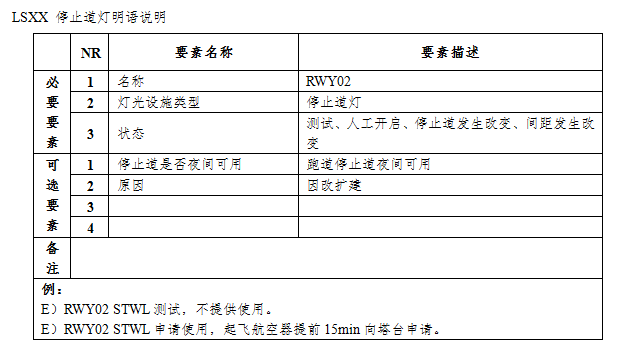 LSXX 停止道灯明语说明
NR 要素名称 要素描述
必要要素
1 名称 RWY02
2 灯光设施类型 停止道灯
3 状态 测试、人工开启、停止道发生改变、间距发生改变
可选要素
1 停止道是否夜间可用 跑道停止道夜间可用
2 原因 因改扩建
3
4
备注
例：
E）RWY02 STWL 测试，不提供使用。
E）RWY02 STWL 申请使用，起飞航空器提前 15min 向塔台申请。